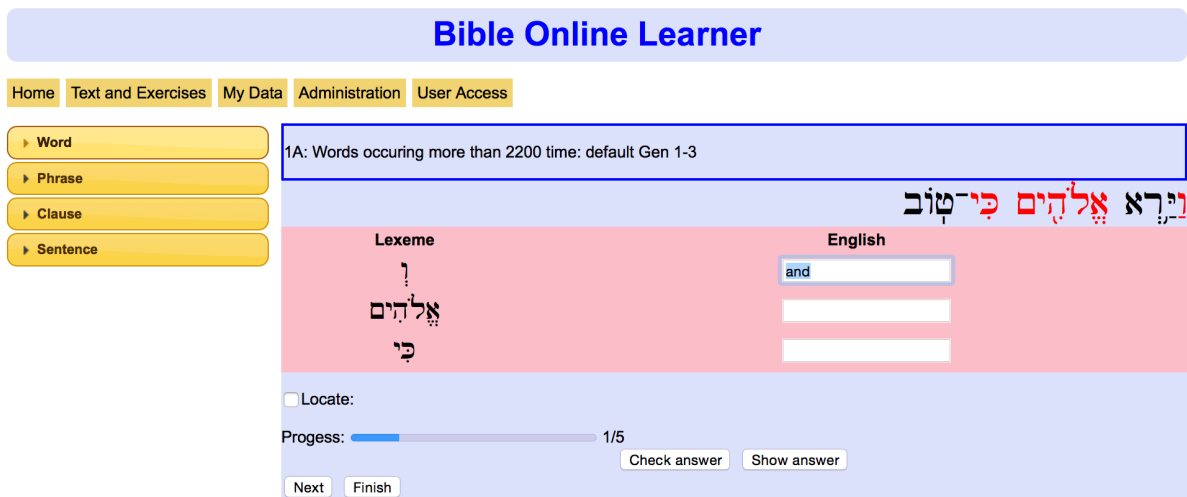 Bible Online Learner
Home Text and Exercises My Data Administration User Access
Word
Phrase
Clause
Sentence
1A: Words occuring more than 2200 time: default Gen 1-3
וַיַּ֥רְא אֱלֹהִ֖ים כִּי־טֽוֹב
Lexeme English
וְ and
אֱלֹהִים
כִּי
Locate:
Progess: 1/5
Check answer Show answer
Next Finish